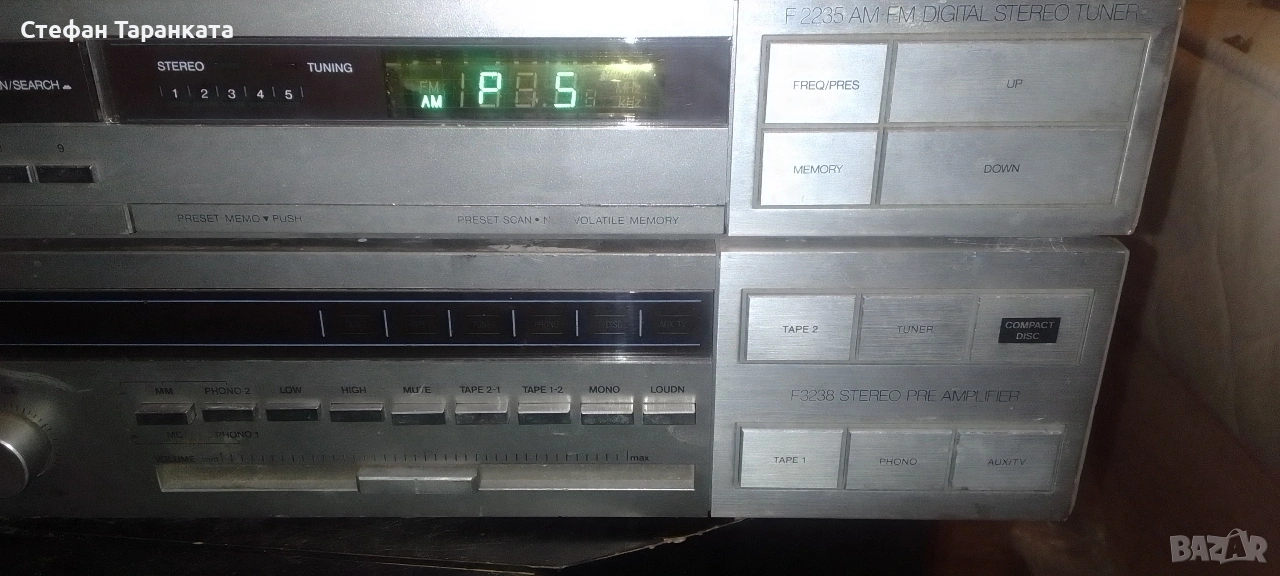 Стефан Таранката
F 2235 AM FM DIGITAL STEREO TUNER
N/SEARCH
STEREO TUNING
1 2 3 4 5
FM
AM P 5 kHz
FREQ/PRES UP
MEMORY DOWN
9
PRESET MEMO ▾ PUSH
PRESET SCAN • VOLATILE MEMORY
TAPE 2 TUNER COMPACT DISC
F3238 STEREO PRE AMPLIFIER
MM PHONO 2 LOW HIGH MUTE TAPE 2-1 TAPE 1-2 MONO LOUDN
MC PHONO 1
VOLUME max
TAPE 1 PHONO AUX/TV
BAZAR